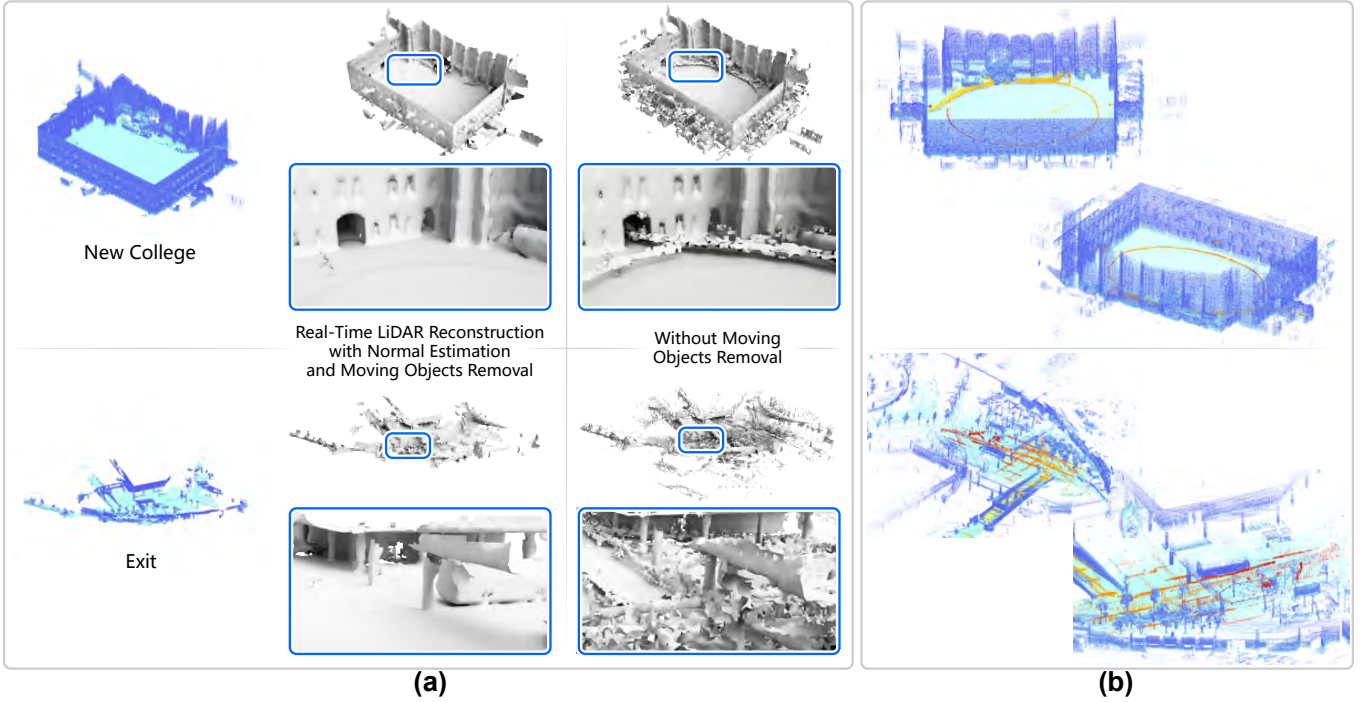 New College
Real-Time LiDAR Reconstruction
with Normal Estimation
and Moving Objects Removal
Without Moving
Objects Removal
Exit
(a)
(b)